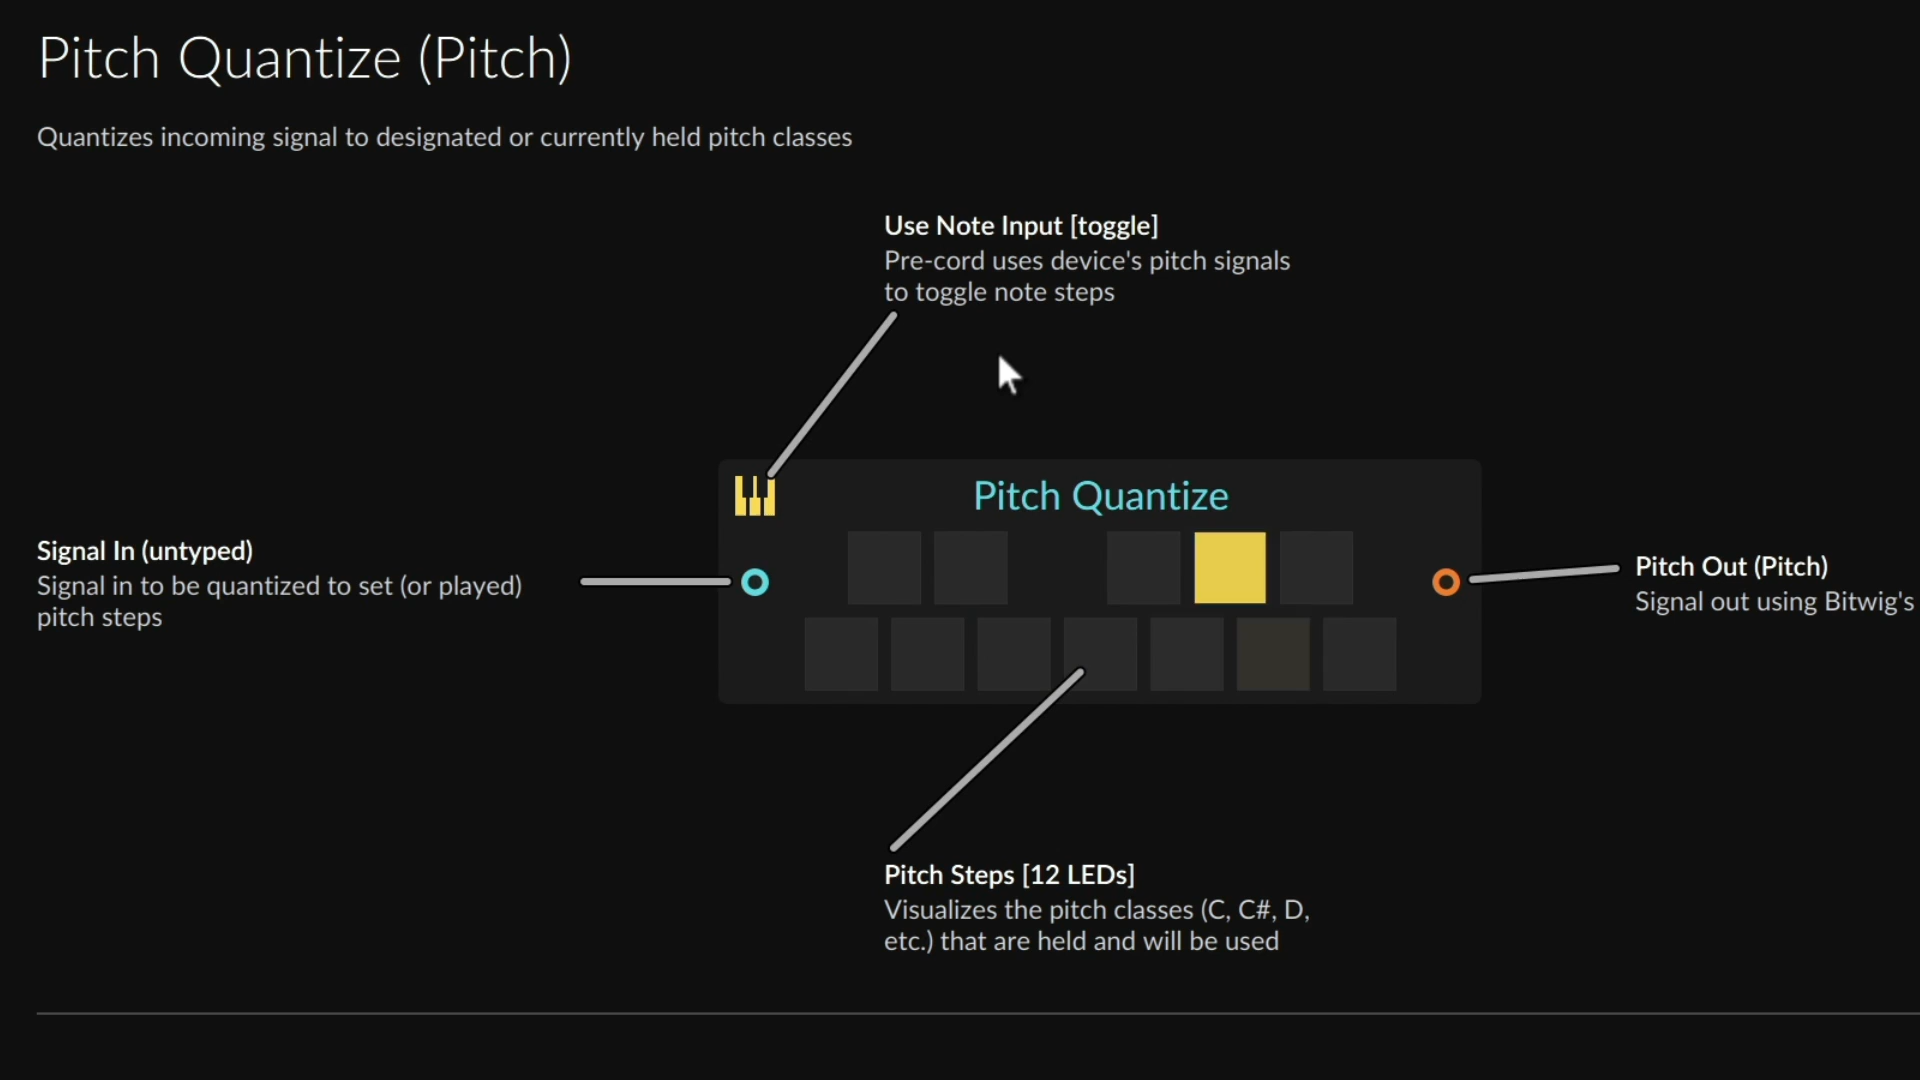 Pitch Quantize (Pitch)
Quantizes incoming signal to designated or currently held pitch classes
Use Note Input [toggle]
Pre-cord uses device's pitch signals
to toggle note steps
Pitch Quantize
Signal In (untyped)
Signal in to be quantized to set (or played)
pitch steps
Pitch Out (Pitch)
Signal out using Bitwig's
Pitch Steps [12 LEDs]
Visualizes the pitch classes (C, C#, D,
etc.) that are held and will be used